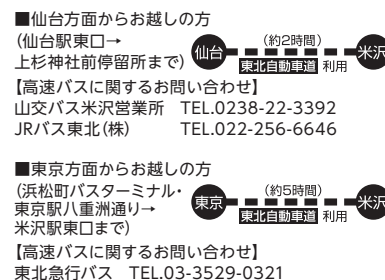 ■仙台方面からお越しの方
(仙台駅東口→
上杉神社前停留所まで)
仙台 (約2時間) 米沢
東北自動車道 利用
【高速バスに関するお問い合わせ】
山交バス米沢営業所 TEL.0238-22-3392
JRバス東北(株) TEL.022-256-6646
■東京方面からお越しの方
(浜松町バスターミナル・
東京駅八重洲通り→
米沢駅東口まで)
東京 (約5時間) 米沢
東北自動車道 利用
【高速バスに関するお問い合わせ】
東北急行バス TEL.03-3529-0321